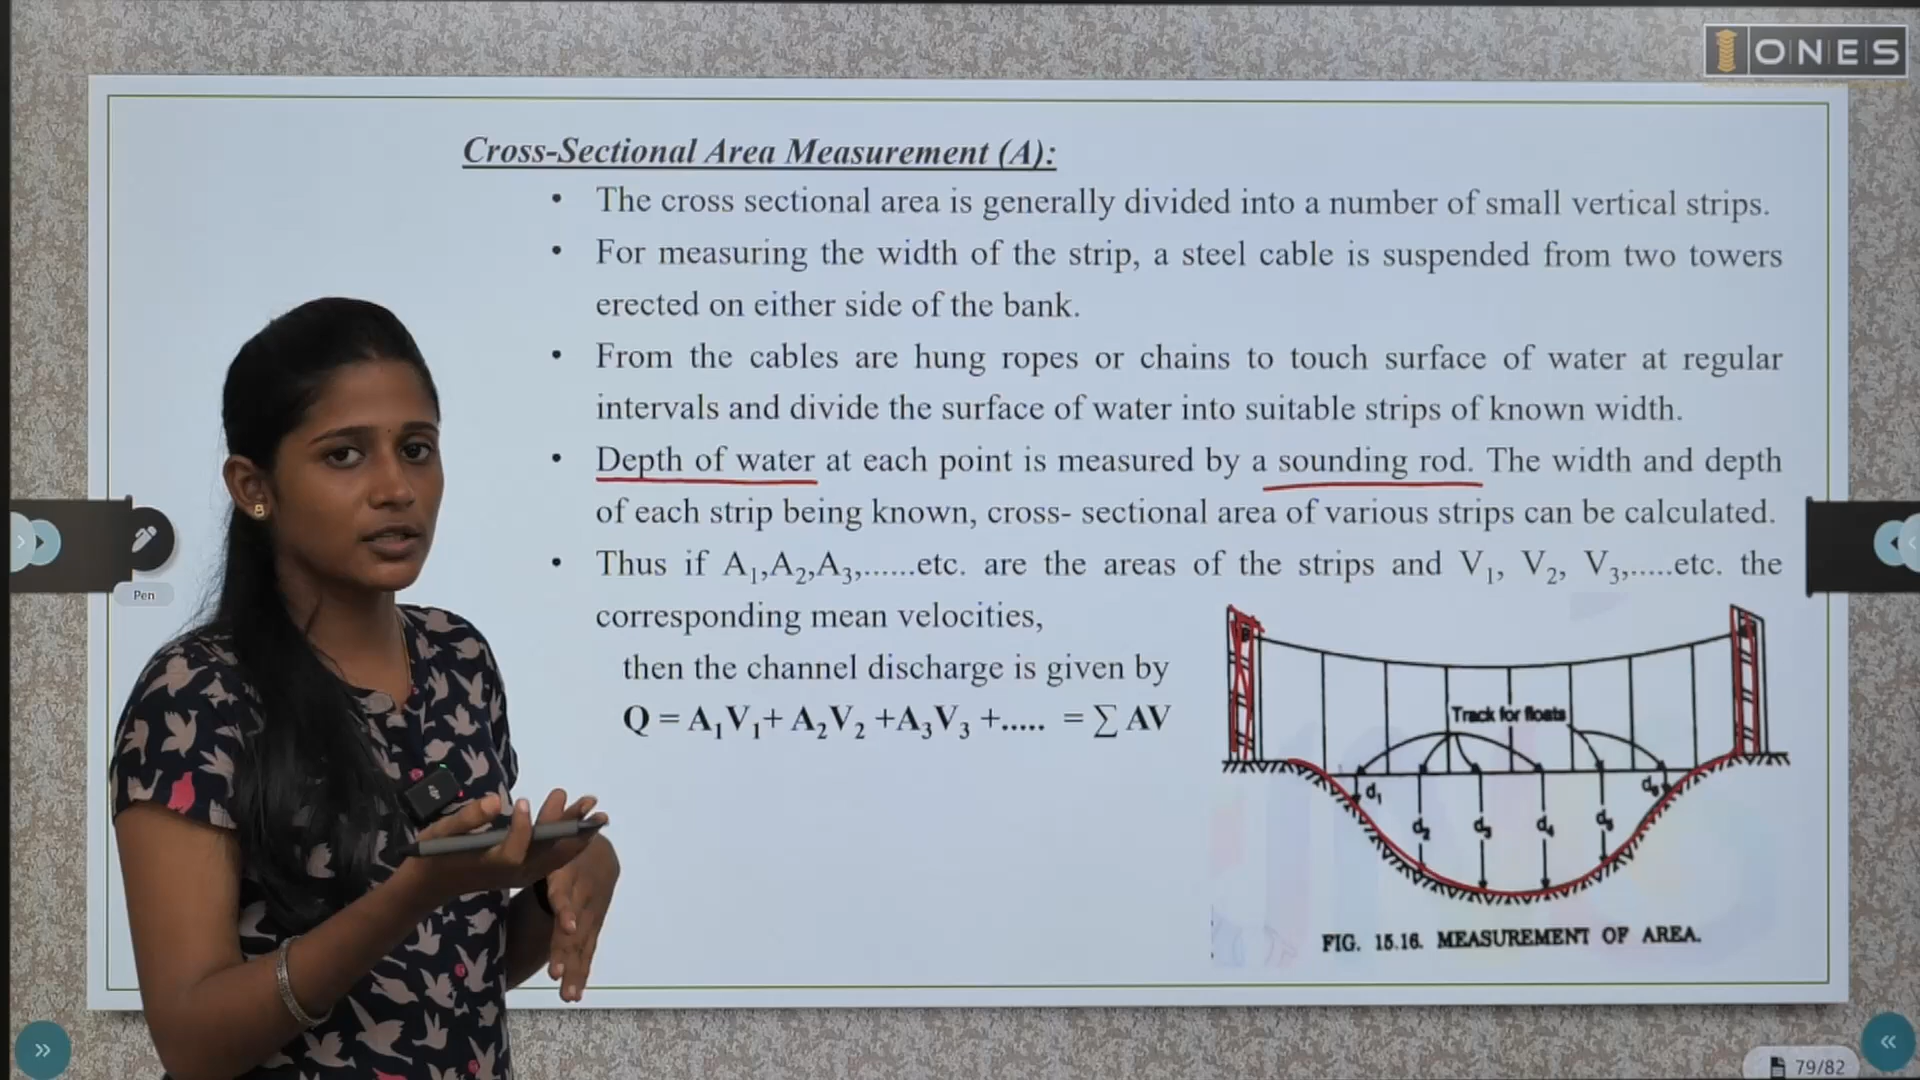 ONES
Cross-Sectional Area Measurement (A):
• The cross sectional area is generally divided into a number of small vertical strips.
• For measuring the width of the strip, a steel cable is suspended from two towers
erected on either side of the bank.
• From the cables are hung ropes or chains to touch surface of water at regular
intervals and divide the surface of water into suitable strips of known width.
• Depth of water at each point is measured by a sounding rod. The width and depth
of each strip being known, cross- sectional area of various strips can be calculated.
• Thus if A₁,A₂,A₃,......etc. are the areas of the strips and V₁, V₂, V₃,.....etc. the
corresponding mean velocities,
then the channel discharge is given by
Q = A₁V₁+ A₂V₂ +A₃V₃ +..... = ∑ AV
Track for floats
d₁
d₂
d₃
d₄
d₅
d₆
FIG. 15.16. MEASUREMENT OF AREA.
Pen
79/82